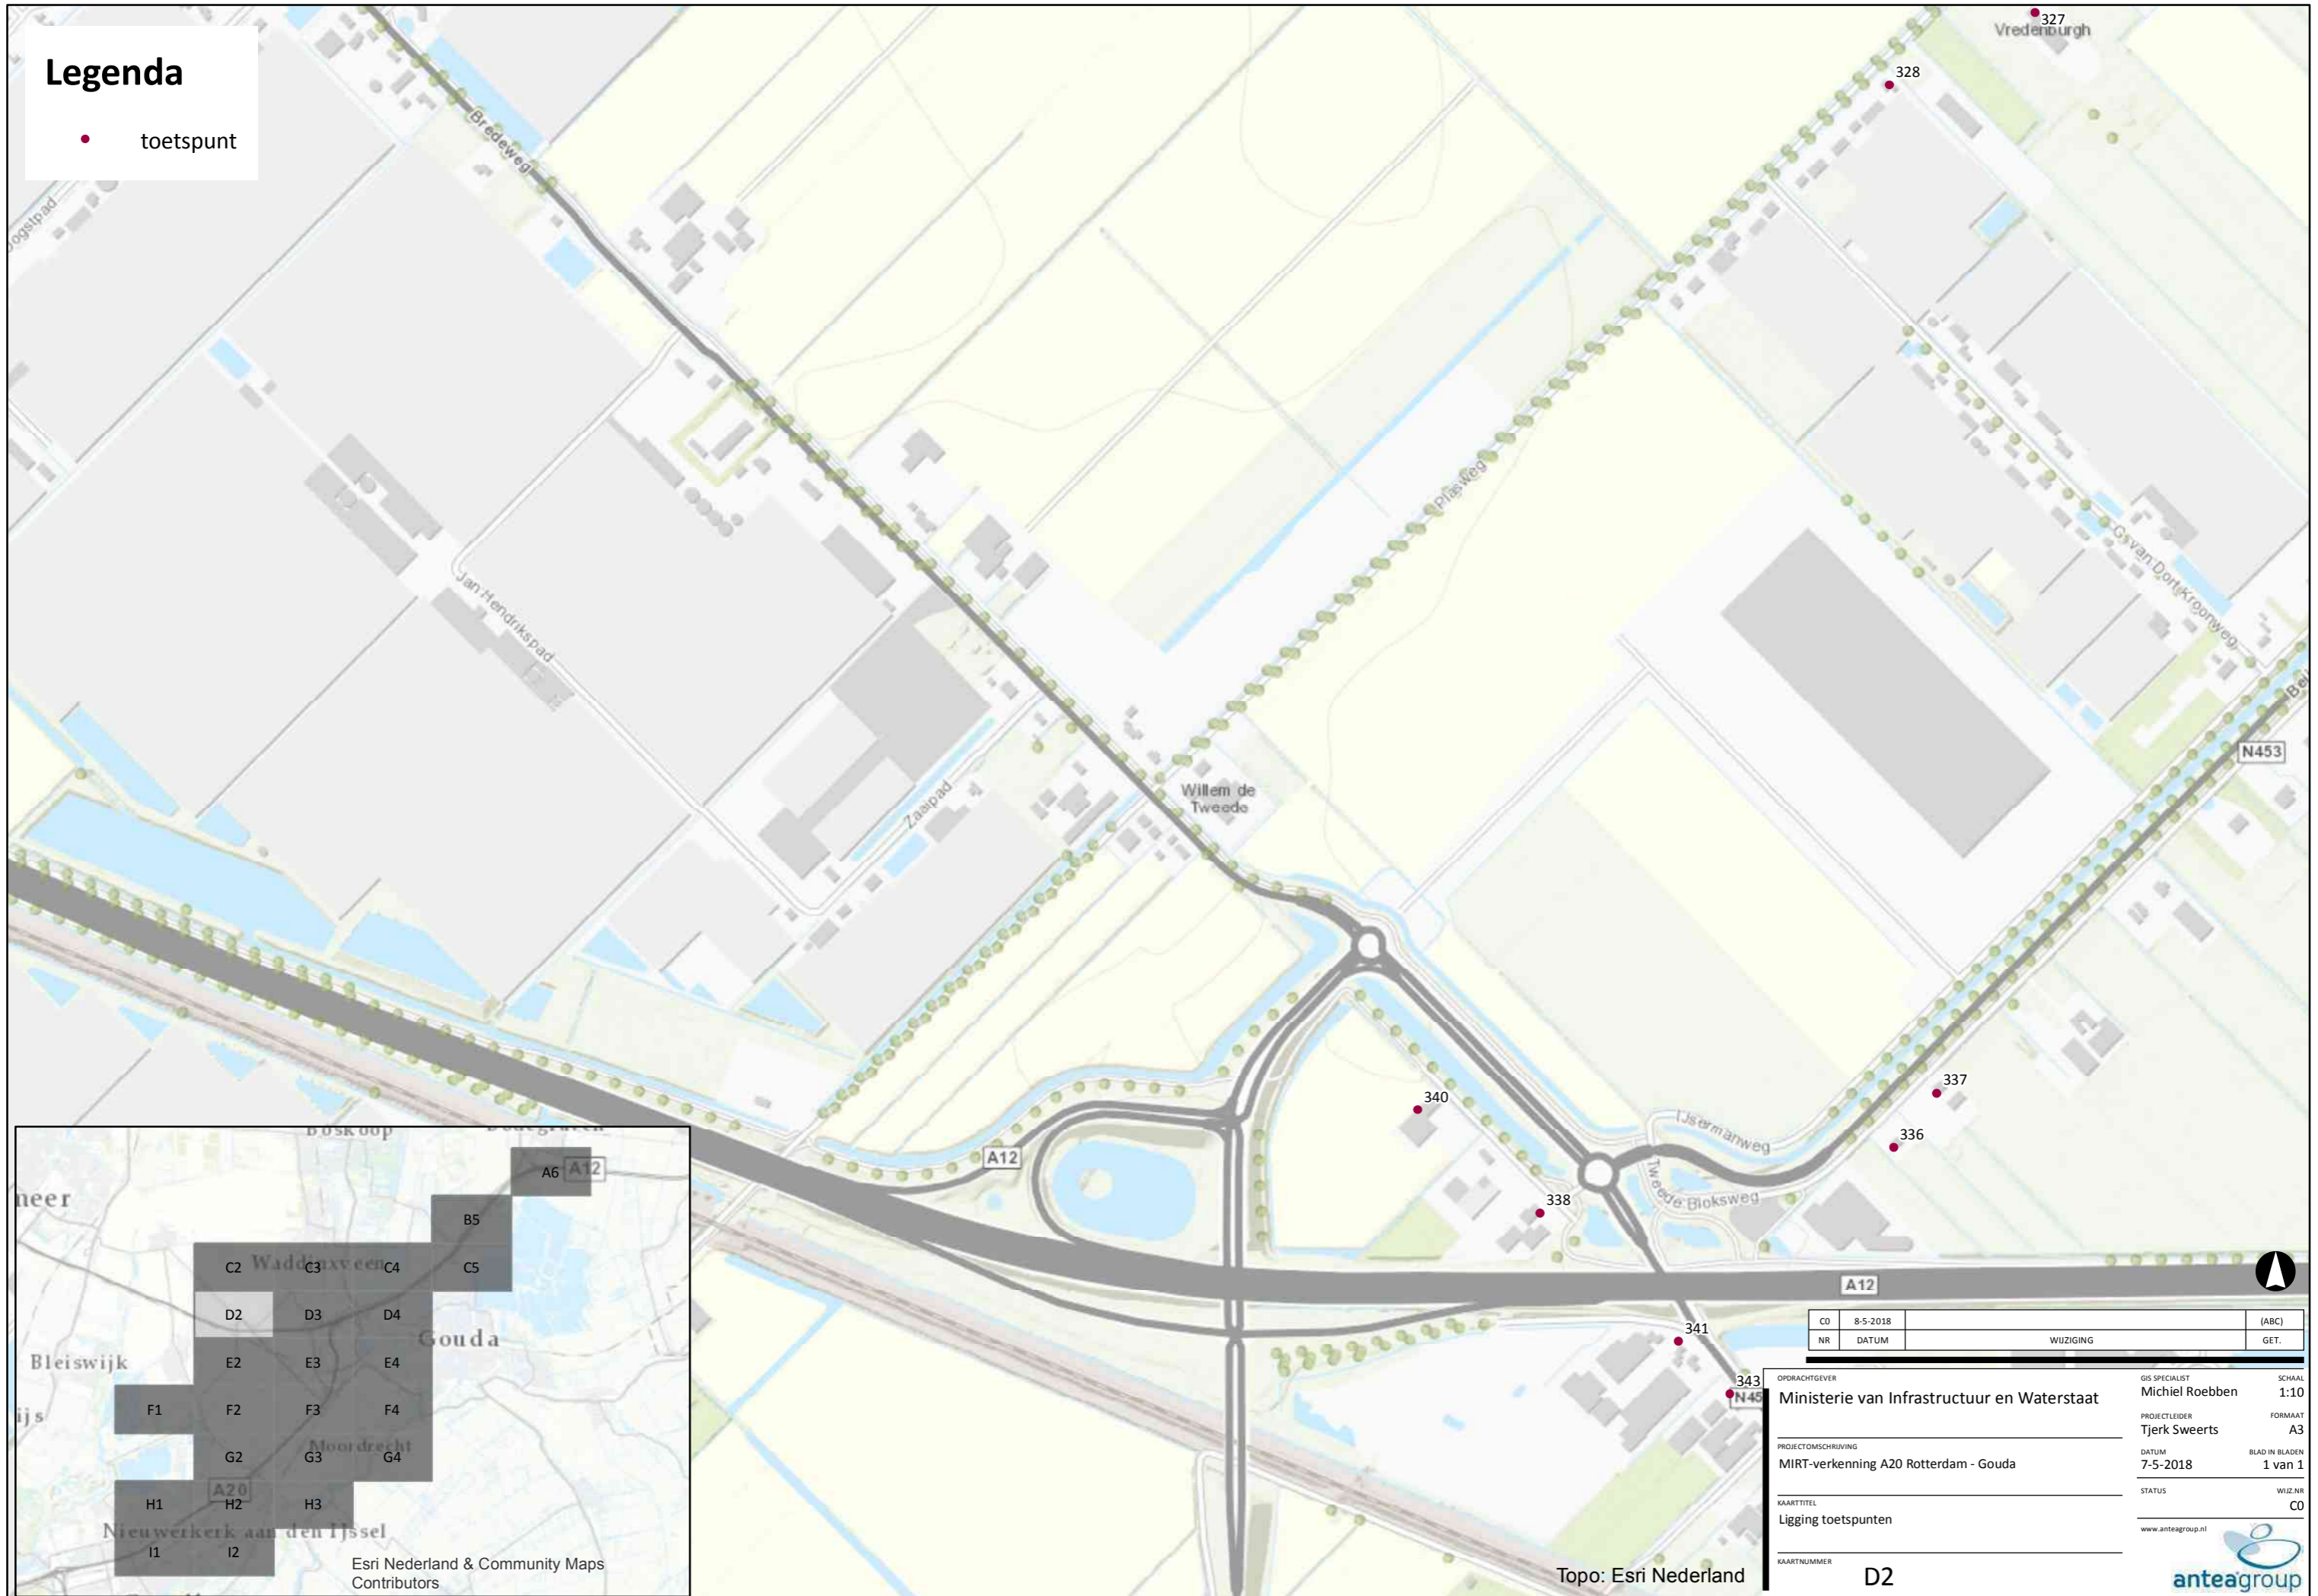 Legenda
toetspunt
327
Vredenburgh
328
Bredeweg
Plasweg
Jan Hendrikspad
G. van Dort Kroonweg
N453
Zaaipad
Willem de
Tweede
337
340
IJsermanweg
336
A12
Tweede Bloksweg
338
A12
341
343
N45
Boskoop
A6
A12
B5
C2
Waddinxveen
C3
C4
C5
D2
D3
D4
Gouda
Bleiswijk
E2
E3
E4
F1
F2
F3
F4
Moordrecht
G2
G3
G4
A20
H1
H2
H3
Nieuwerkerk aan den IJssel
I1
I2
Esri Nederland & Community Maps
Contributors
Topo: Esri Nederland
C0 8-5-2018 (ABC)
NR DATUM WIJZIGING GET.
OPDRACHTGEVER
Ministerie van Infrastructuur en Waterstaat
GIS SPECIALIST SCHAAL
Michiel Roebben 1:10
PROJECTLEIDER FORMAAT
Tjerk Sweerts A3
PROJECTOMSCHRIJVING
MIRT-verkenning A20 Rotterdam - Gouda
DATUM BLAD IN BLADEN
7-5-2018 1 van 1
STATUS WIJZ.NR
C0
KAARTTITEL
Ligging toetspunten
www.anteagroup.nl
KAARTNUMMER
D2
anteagroup